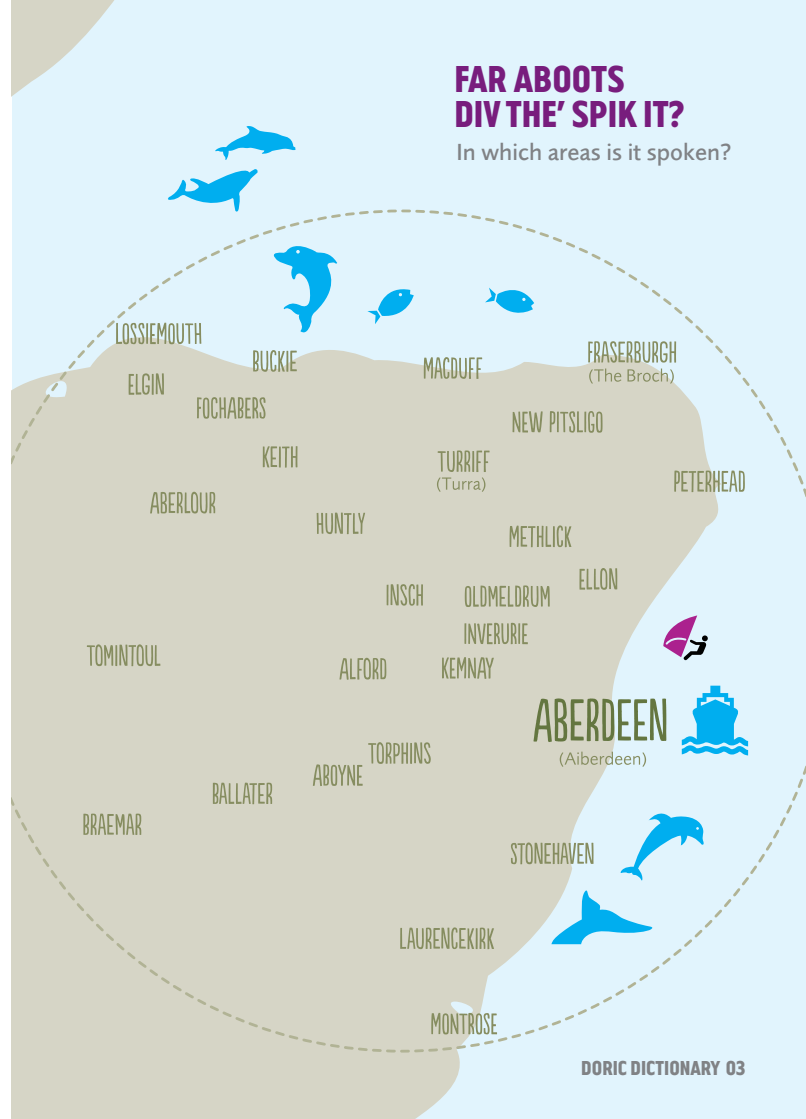 FAR ABOOTS
DIV THE’ SPIK IT?
In which areas is it spoken?
LOSSIEMOUTH
BUCKIE
MACDUFF
FRASERBURGH
(The Broch)
ELGIN
FOCHABERS
NEW PITSLIGO
KEITH
TURRIFF
(Turra)
PETERHEAD
ABERLOUR
HUNTLY
METHLICK
ELLON
INSCH
OLDMELDRUM
INVERURIE
TOMINTOUL
ALFORD
KEMNAY
ABERDEEN
(Aiberdeen)
TORPHINS
ABOYNE
BALLATER
BRAEMAR
STONEHAVEN
LAURENCEKIRK
MONTROSE
DORIC DICTIONARY 03